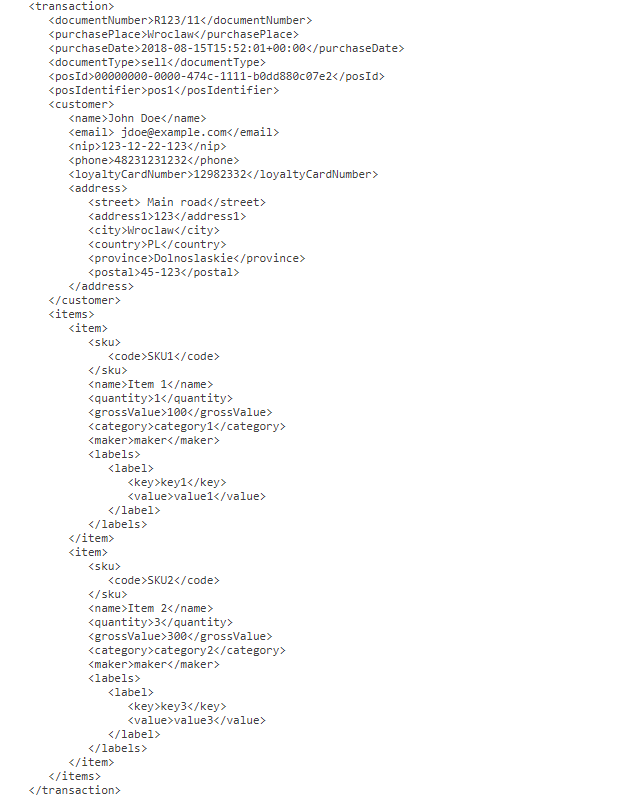 <transaction>
<documentNumber>R123/11</documentNumber>
<purchasePlace>Wroclaw</purchasePlace>
<purchaseDate>2018-08-15T15:52:01+00:00</purchaseDate>
<documentType>sell</documentType>
<posId>00000000-0000-474c-1111-b0dd880c07e2</posId>
<posIdentifier>pos1</posIdentifier>
<customer>
<name>John Doe</name>
<email> jdoe@example.com</email>
<nip>123-12-22-123</nip>
<phone>48231231232</phone>
<loyaltyCardNumber>12982332</loyaltyCardNumber>
<address>
<street> Main road</street>
<address1>123</address1>
<city>Wroclaw</city>
<country>PL</country>
<province>Dolnoslaskie</province>
<postal>45-123</postal>
</address>
</customer>
<items>
<item>
<sku>
<code>SKU1</code>
</sku>
<name>Item 1</name>
<quantity>1</quantity>
<grossValue>100</grossValue>
<category>category1</category>
<maker>maker</maker>
<labels>
<label>
<key>key1</key>
<value>value1</value>
</label>
</labels>
</item>
<item>
<sku>
<code>SKU2</code>
</sku>
<name>Item 2</name>
<quantity>3</quantity>
<grossValue>300</grossValue>
<category>category2</category>
<maker>maker</maker>
<labels>
<label>
<key>key3</key>
<value>value3</value>
</label>
</labels>
</item>
</items>
</transaction>